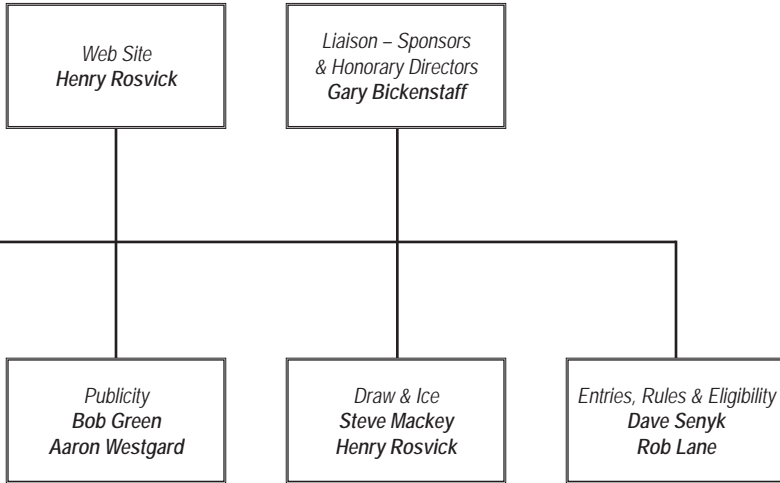 Web Site
Henry Rosvick
Liaison – Sponsors
& Honorary Directors
Gary Bickenstaff
Publicity
Bob Green
Aaron Westgard
Draw & Ice
Steve Mackey
Henry Rosvick
Entries, Rules & Eligibility
Dave Senyk
Rob Lane